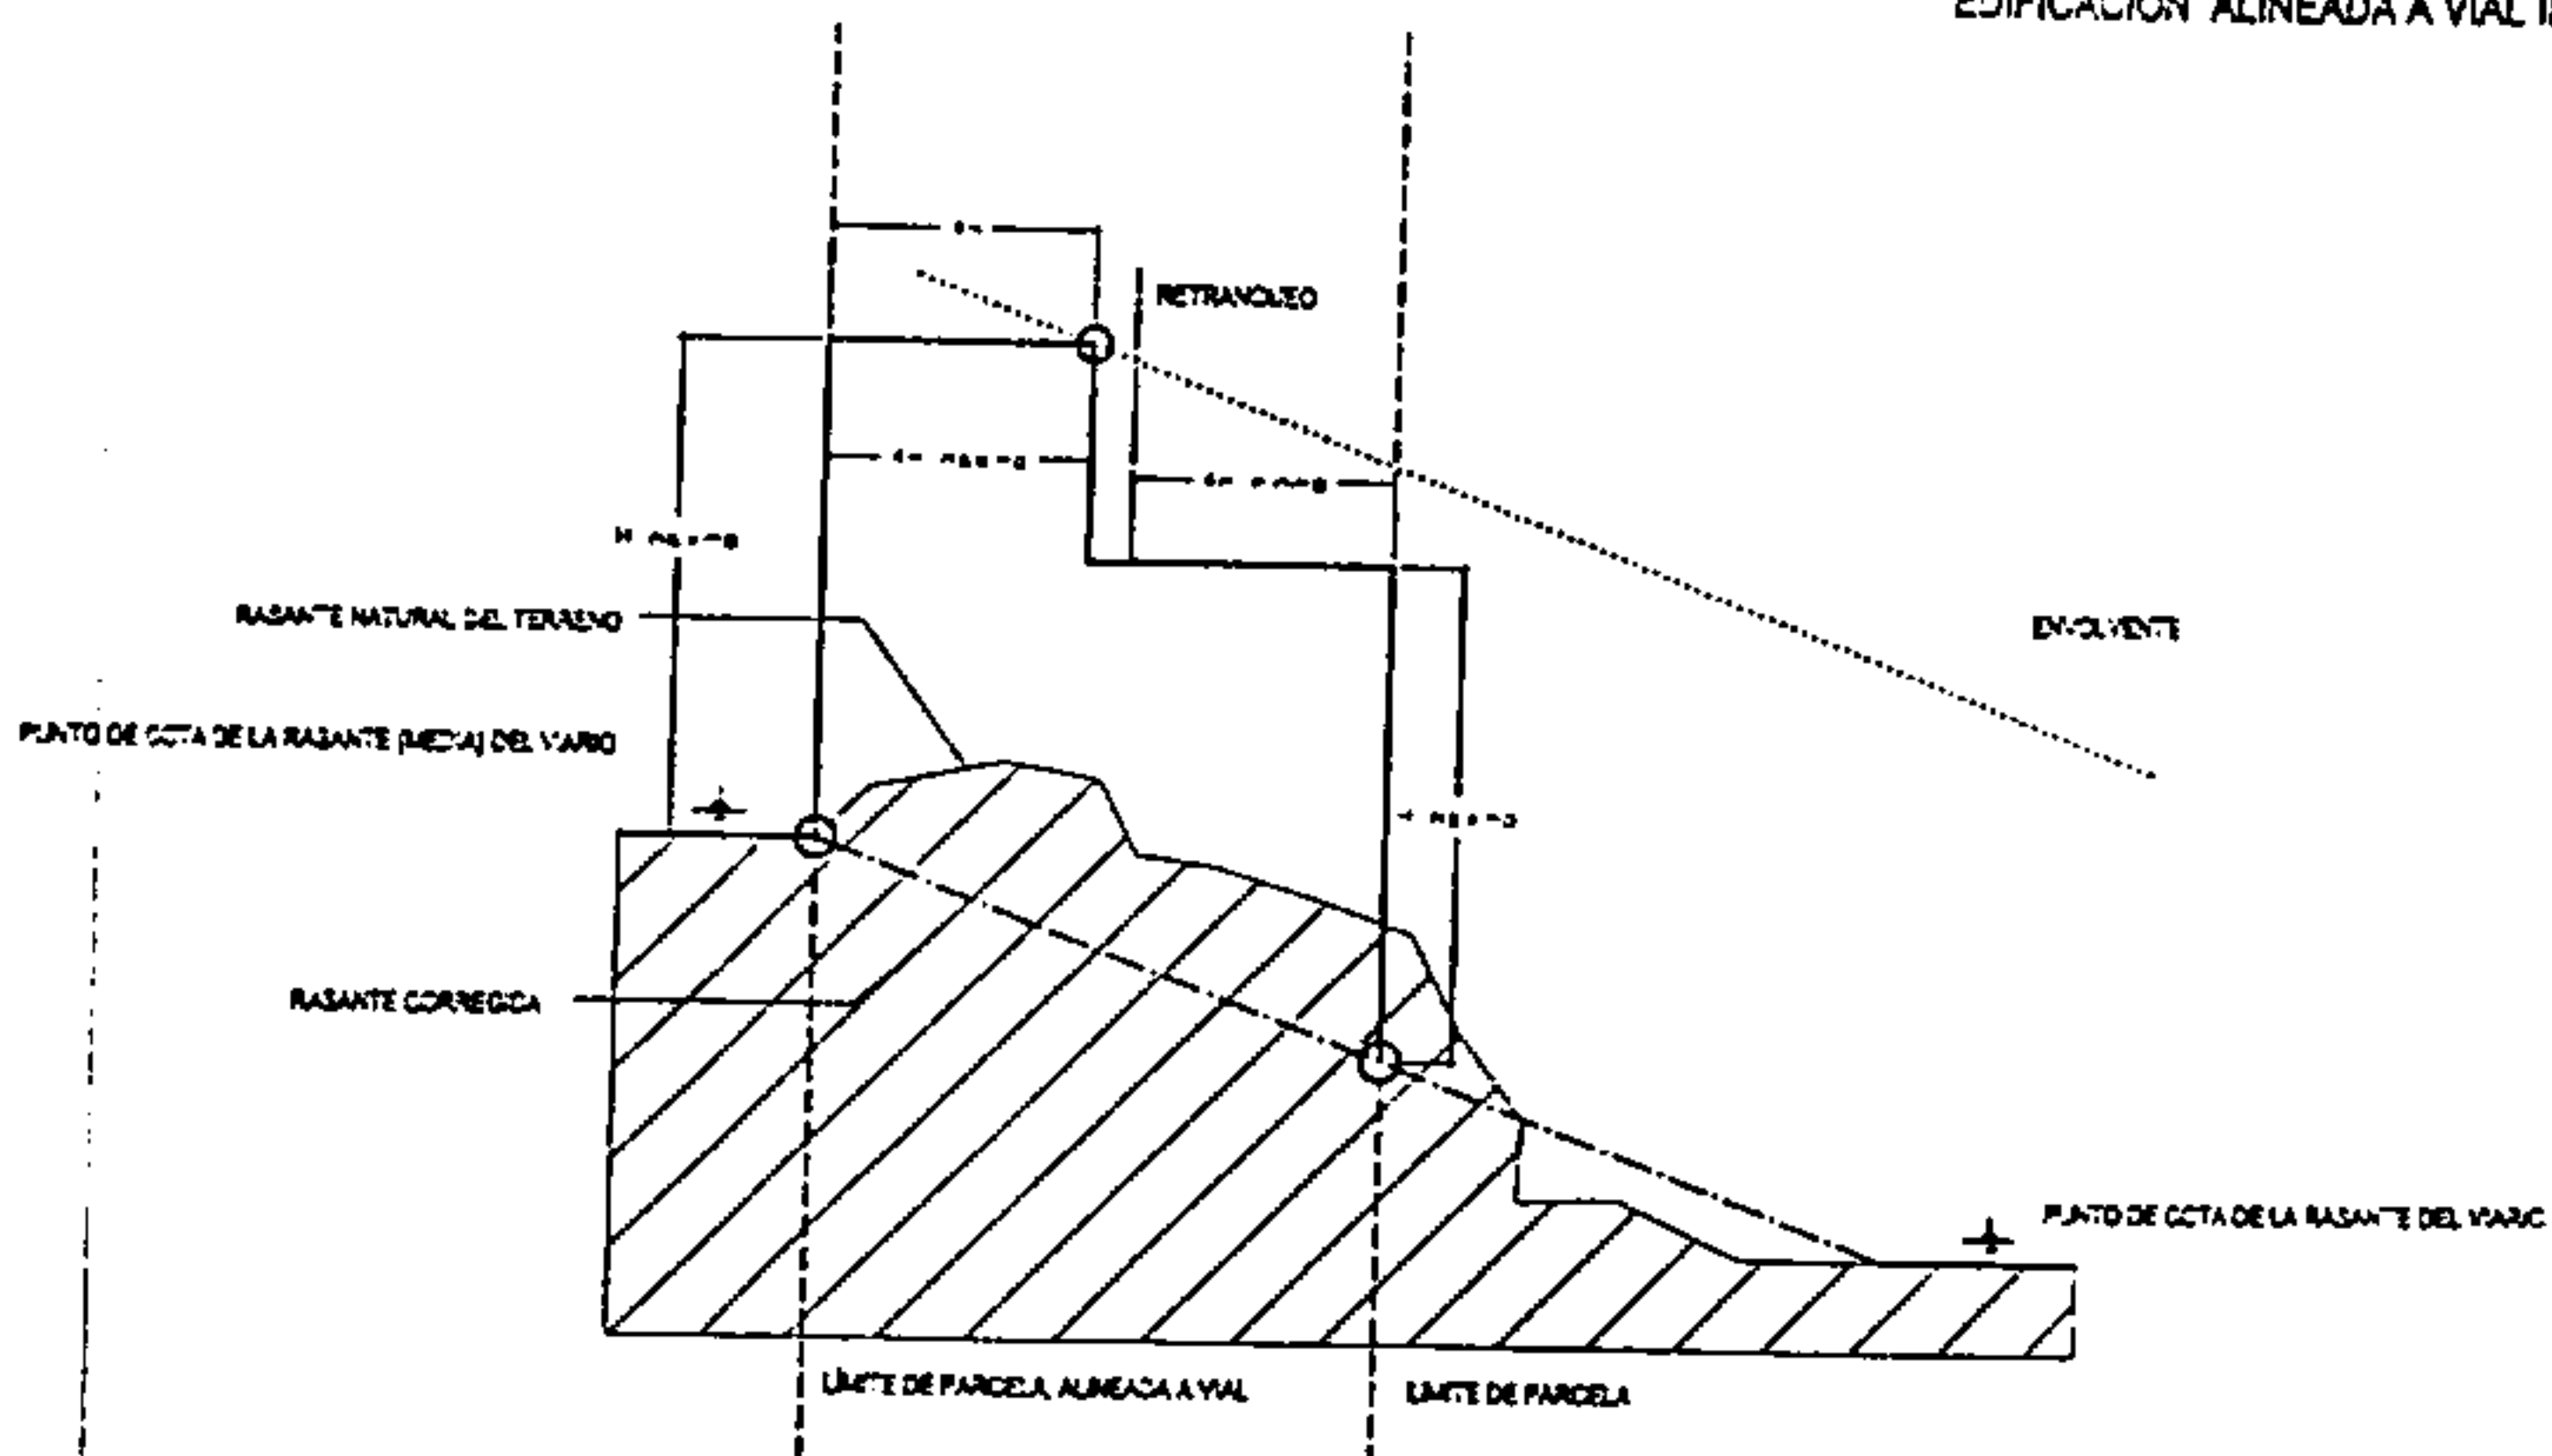 EDIFICACIÓN ALINEADA A VIAL
RETRANQUEO
H máxima
RASANTE NATURAL DEL TERRENO
ENVOLVENTE
PUNTO DE COTA DE LA RASANTE (MEDIA) DEL VIARIO
RASANTE CORREGIDA
PUNTO DE COTA DE LA RASANTE DEL VIARIO
LÍMITE DE PARCELA, ALINEADA A VIAL
LÍMITE DE PARCELA